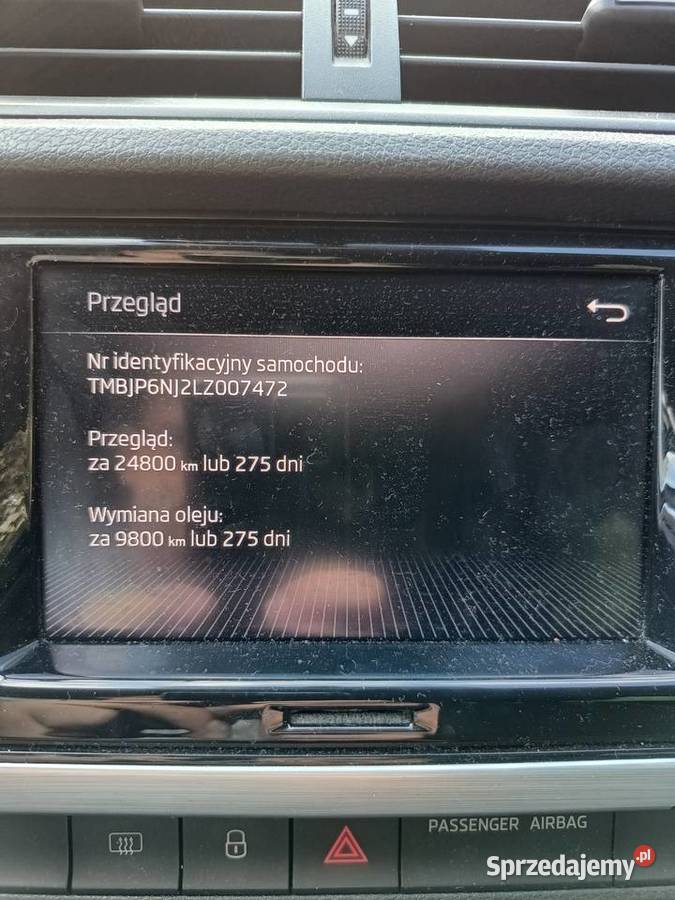 Przegląd
Nr identyfikacyjny samochodu:
TMBJP6NJ2LZ007472
Przegląd:
za 24800 km lub 275 dni
Wymiana oleju:
za 9800 km lub 275 dni
PASSENGER AIRBAG
Sprzedajemy.pl